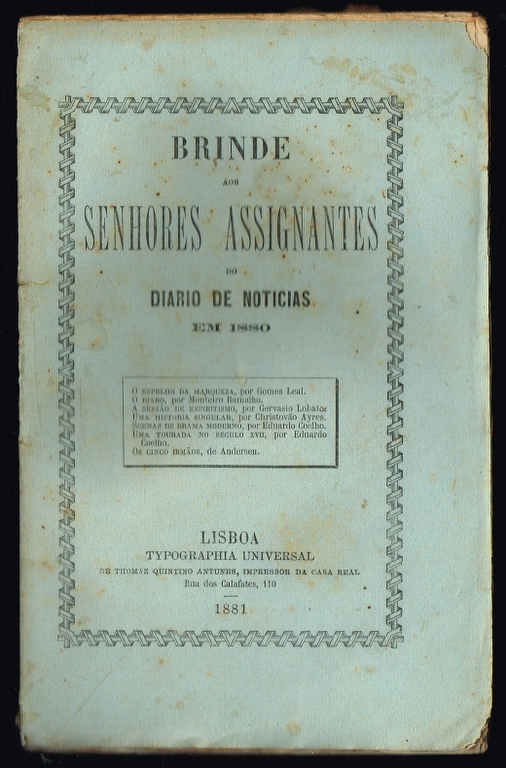 BRINDE
AOS
SENHORES ASSIGNANTES
DO
DIARIO DE NOTICIAS
EM 1880
O ESPELHO DA MARQUEZA, por Gomes Leal.
O DIABO, por Monteiro Ramalho.
A SESSÃO DE ESPIRITISMO, por Gervasio Lobato.
UMA HISTORIA SINGULAR, por Christovão Ayres.
SCENAS DE DRAMA MODERNO, por Eduardo Coelho.
UMA TOURADA NO SECULO XVII, por Eduardo
Coelho.
OS CINCO IRMÃOS, de Andersen.
LISBOA
TYPOGRAPHIA UNIVERSAL
DE THOMAZ QUINTINO ANTUNES, IMPRESSOR DA CASA REAL
Rua dos Calafates, 110
1881